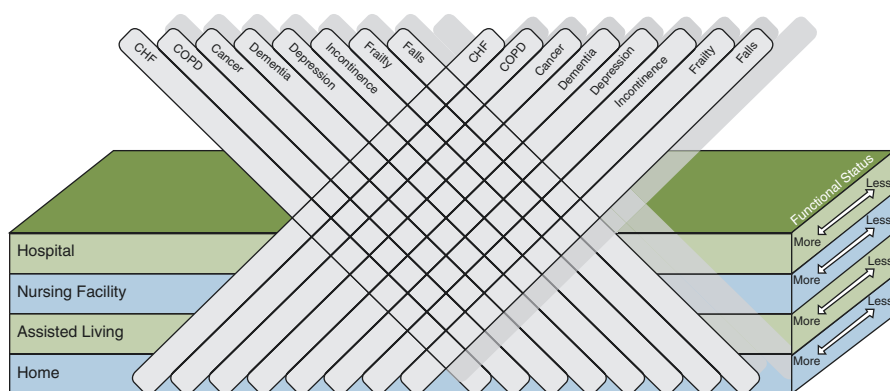 CHF
COPD
Cancer
Dementia
Depression
Incontinence
Frailty
Falls
CHF
COPD
Cancer
Dementia
Depression
Incontinence
Frailty
Falls
Functional Status
Hospital
More
Less
Nursing Facility
More
Less
Assisted Living
More
Less
Home
More
Less